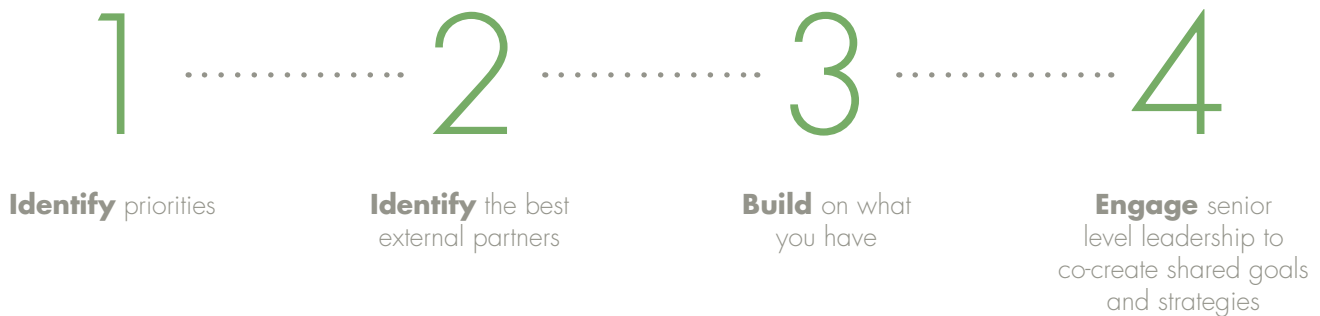 1
2
3
4
Identify priorities
Identify the best
external partners
Build on what
you have
Engage senior
level leadership to
co-create shared goals
and strategies